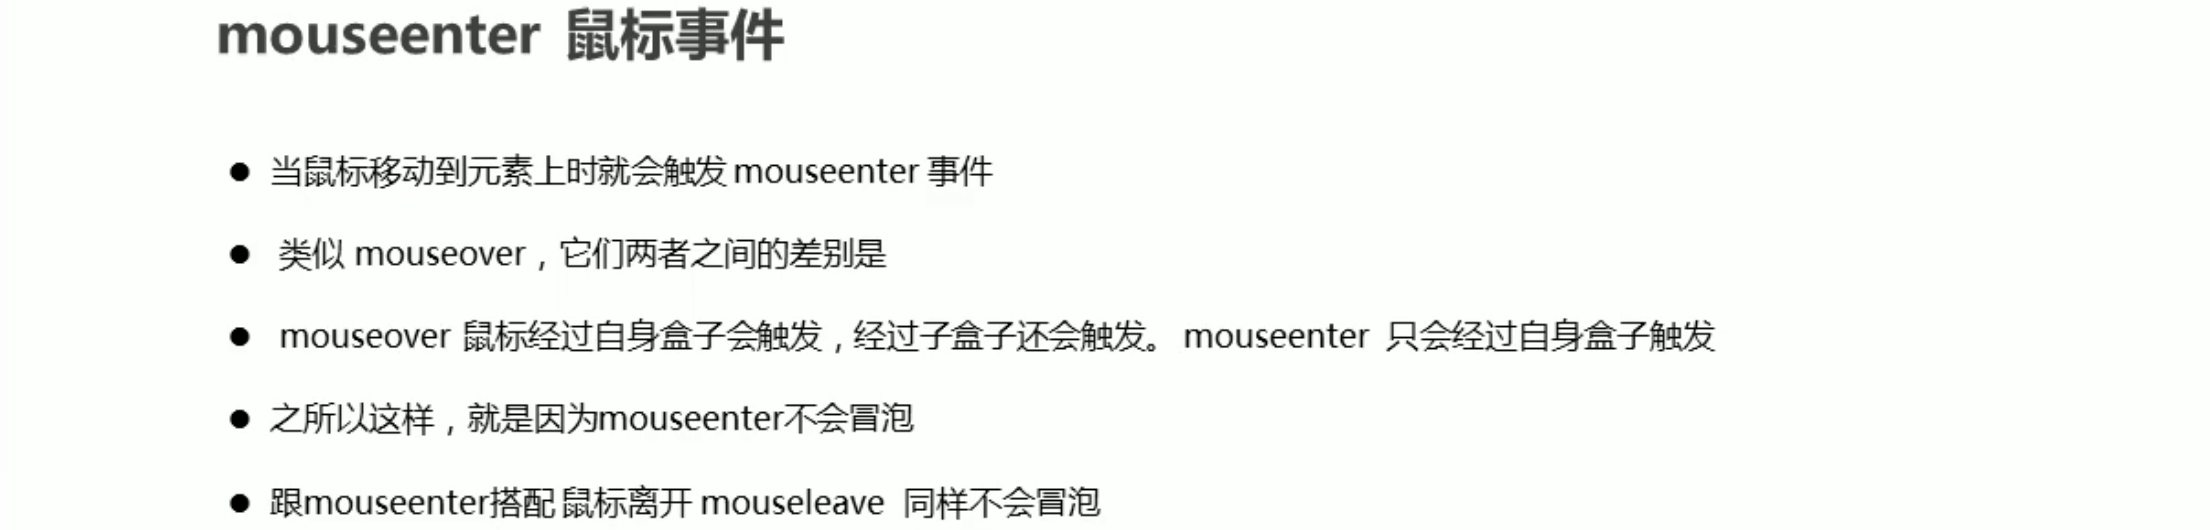 mouseenter 鼠标事件
● 当鼠标移动到元素上时就会触发 mouseenter 事件
● 类似 mouseover，它们两者之间的差别是
● mouseover 鼠标经过自身盒子会触发，经过子盒子还会触发。 mouseenter 只会经过自身盒子触发
● 之所以这样，就是因为mouseenter不会冒泡
● 跟mouseenter搭配 鼠标离开 mouseleave 同样不会冒泡